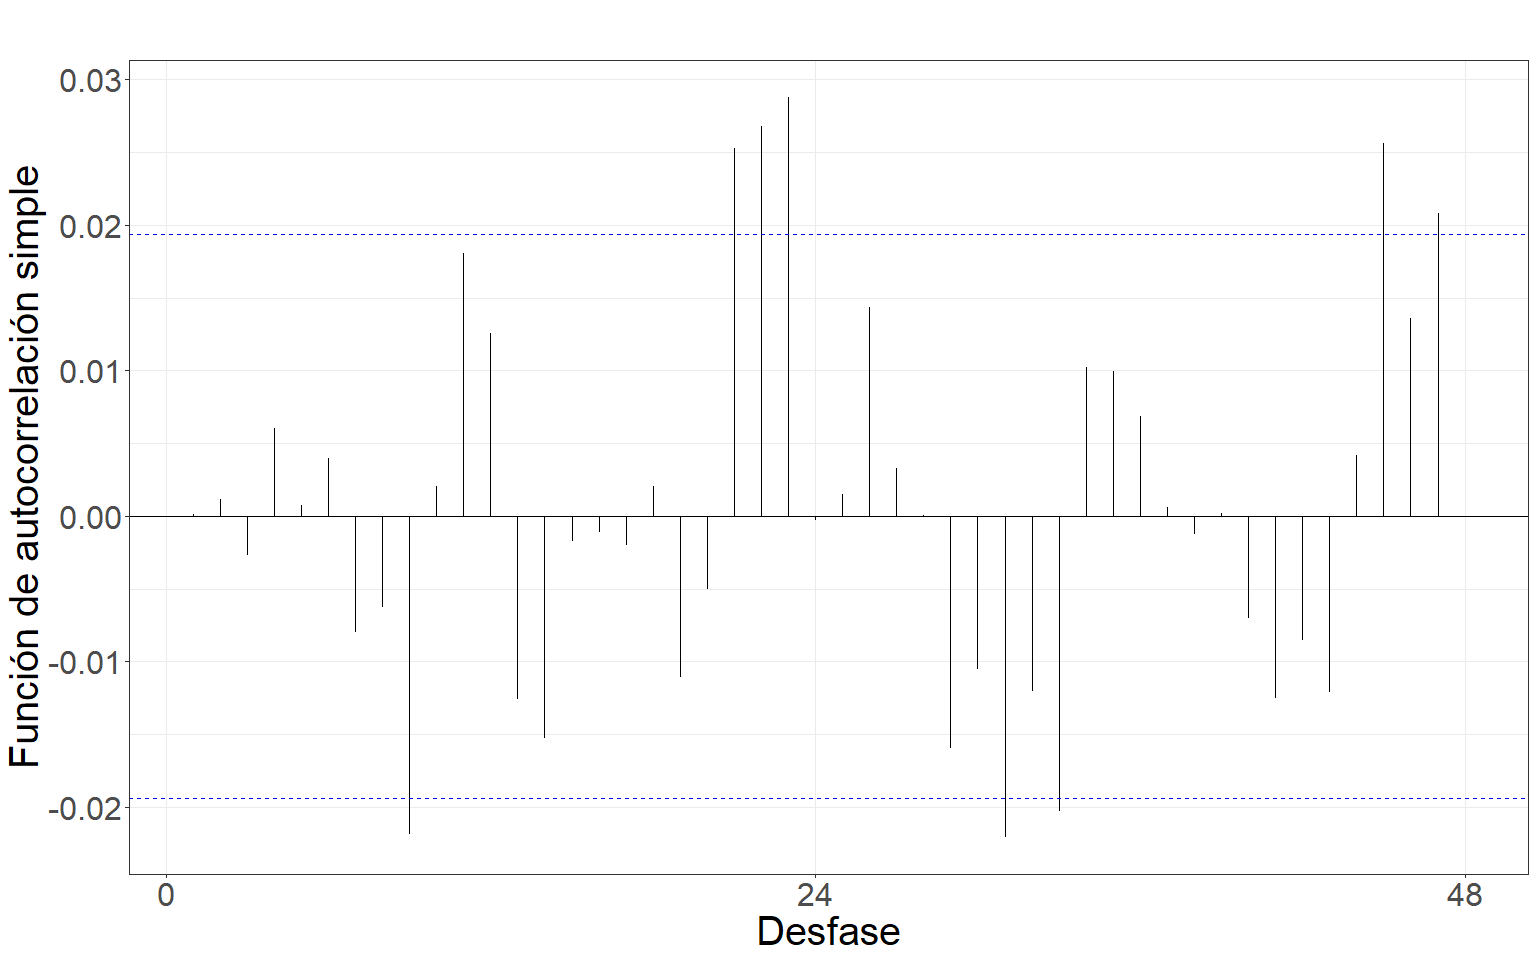 Función de autocorrelación simple
0.03
0.02
0.01
0.00
-0.01
-0.02
0 24 48
Desfase